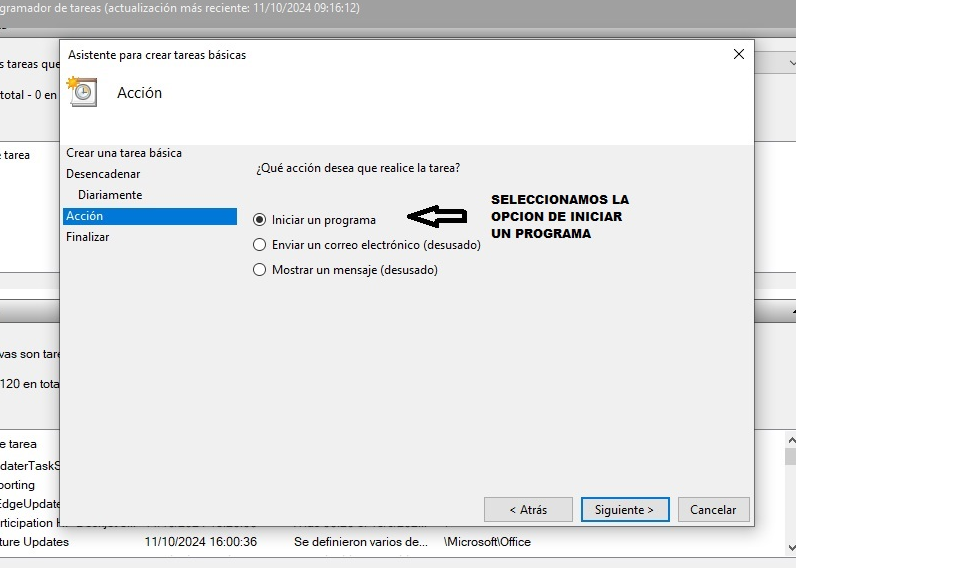 gramador de tareas (actualización más reciente: 11/10/2024 09:16:12)
s tareas que
total - 0 en
e tarea
Asistente para crear tareas básicas
Acción
Crear una tarea básica
Desencadenar
Diariamente
Acción
Finalizar
¿Qué acción desea que realice la tarea?
Iniciar un programa
Enviar un correo electrónico (desusado)
Mostrar un mensaje (desusado)
SELECCIONAMOS LA
OPCION DE INICIAR
UN PROGRAMA
< Atrás
Siguiente >
Cancelar
vas son tare
120 en tota
e tarea
daterTaskS
porting
EdgeUpdate
rticipation
ture Updates 11/10/2024 16:00:36 Se definieron varios de... \Microsoft\Office